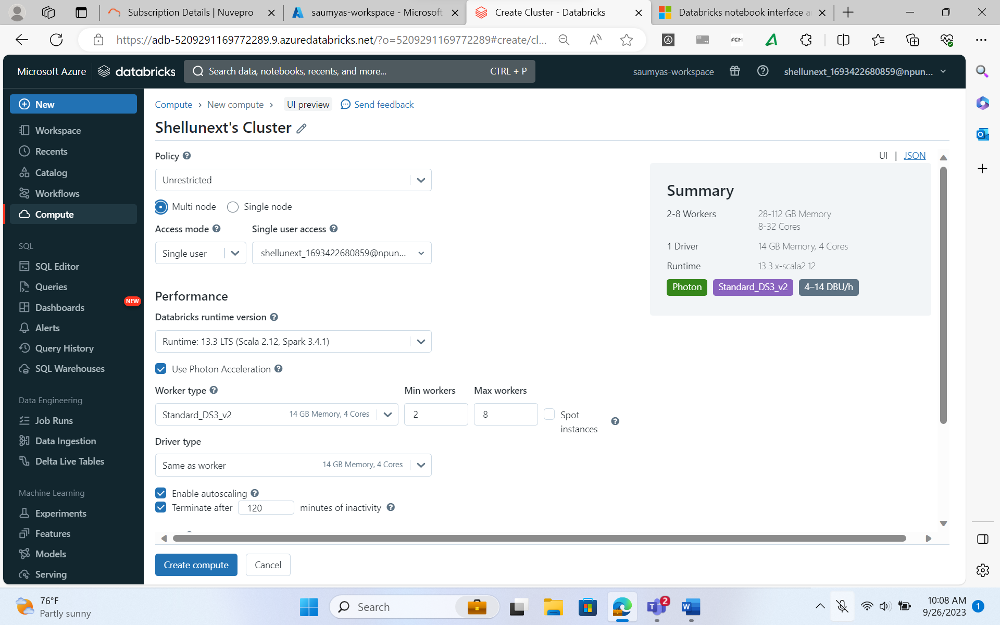 Subscription Details | Nuvepro
saumyas-workspace - Microsoft
Create Cluster - Databricks
Databricks notebook interface a
https://adb-5209291169772289.9.azuredatabricks.net/?o=5209291169772289#create/cl...
FCM
Microsoft Azure
databricks
Search data, notebooks, recents, and more...
CTRL + P
saumyas-workspace
shellunext_1693422680859@npun...
New
Workspace
Recents
Catalog
Workflows
Compute
SQL
SQL Editor
Queries
NEW
Dashboards
Alerts
Query History
SQL Warehouses
Data Engineering
Job Runs
Data Ingestion
Delta Live Tables
Machine Learning
Experiments
Features
Models
Serving
Compute › New compute › UI preview Send feedback
Shellunext's Cluster
Policy
Unrestricted
Multi node Single node
Access mode Single user access
Single user shellunext_1693422680859@npun...
Performance
Databricks runtime version
Runtime: 13.3 LTS (Scala 2.12, Spark 3.4.1)
Use Photon Acceleration
Worker type Min workers Max workers
Standard_DS3_v2 14 GB Memory, 4 Cores 2 8 Spot instances
Driver type
Same as worker 14 GB Memory, 4 Cores
Enable autoscaling
Terminate after 120 minutes of inactivity
Create compute Cancel
UI | JSON
Summary
2-8 Workers 28-112 GB Memory
8-32 Cores
1 Driver 14 GB Memory, 4 Cores
Runtime 13.3.x-scala2.12
Photon Standard_DS3_v2 4–14 DBU/h
76°F
Partly sunny
Search
2
10:08 AM
9/26/2023
1